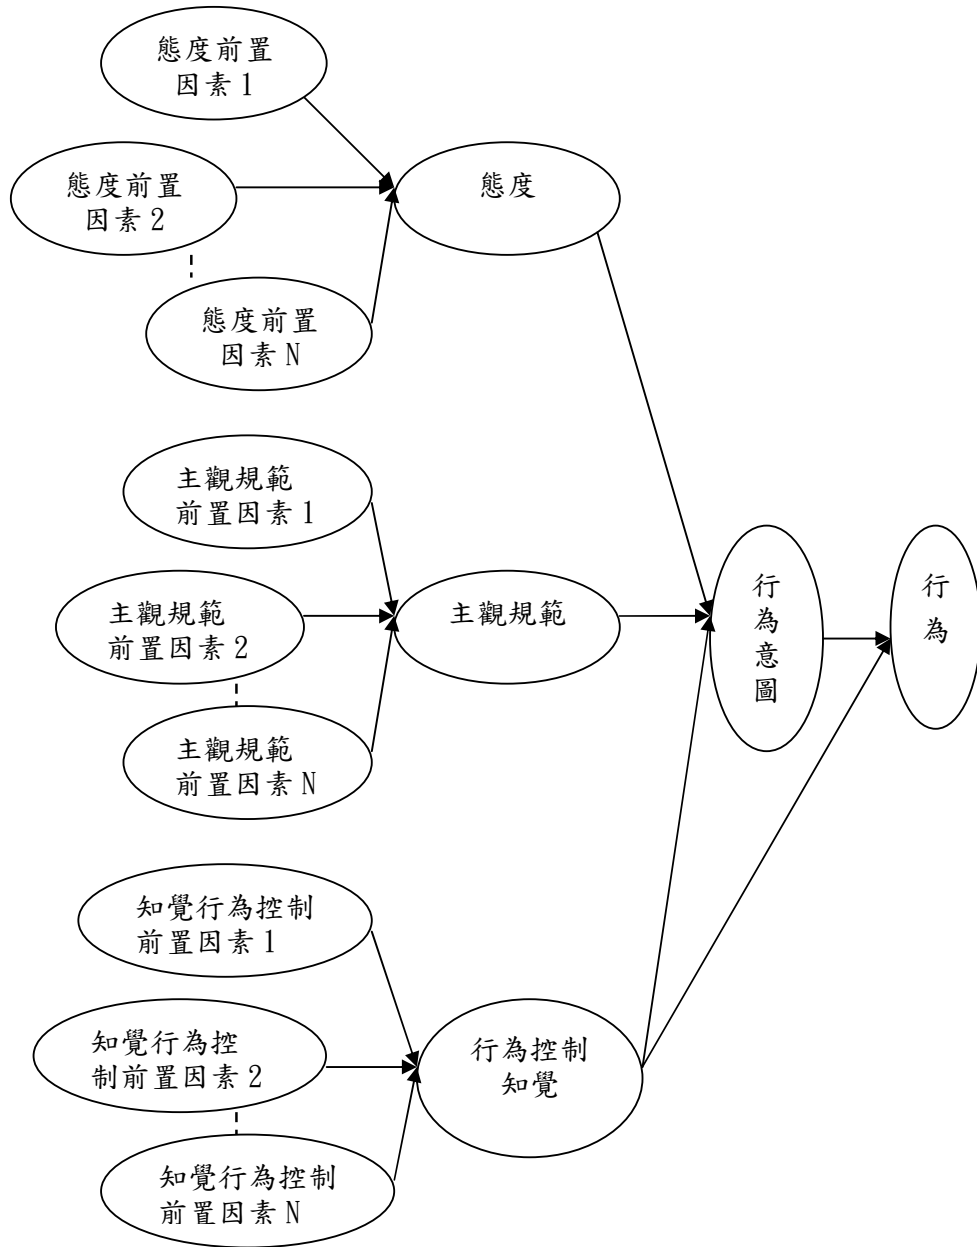 態度前置
因素1
態度前置
因素2
態度前置
因素N
態度
主觀規範
前置因素1
主觀規範
前置因素2
主觀規範
前置因素N
主觀規範
知覺行為控制
前置因素1
知覺行為控
制前置因素2
知覺行為控制
前置因素N
行為控制
知覺
行為意圖
行為